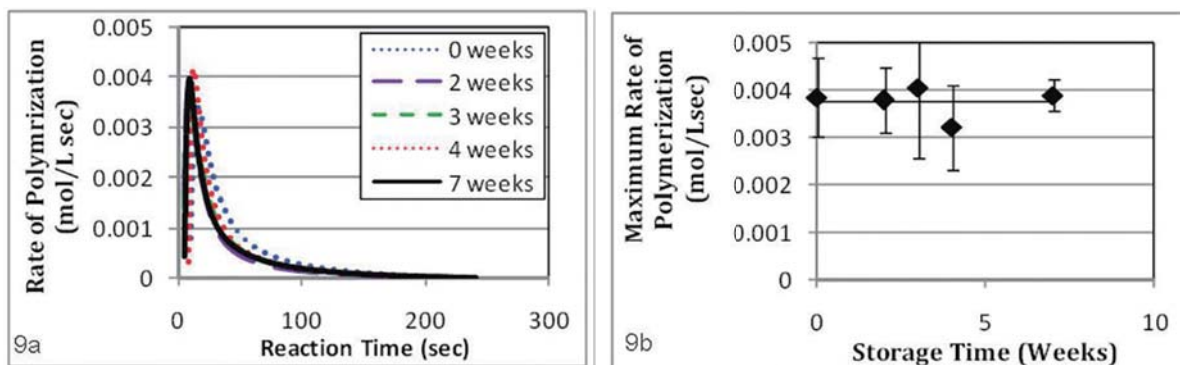 Rate of Polymrization
(mol/L sec)
0.005
0.004
0.003
0.002
0.001
0
0 weeks
2 weeks
3 weeks
4 weeks
7 weeks
0
100
200
300
Reaction Time (sec)
9a
Maximum Rate of
Polymerization
(mol/Lsec)
0.005
0.004
0.003
0.002
0.001
0
0
5
10
Storage Time (Weeks)
9b